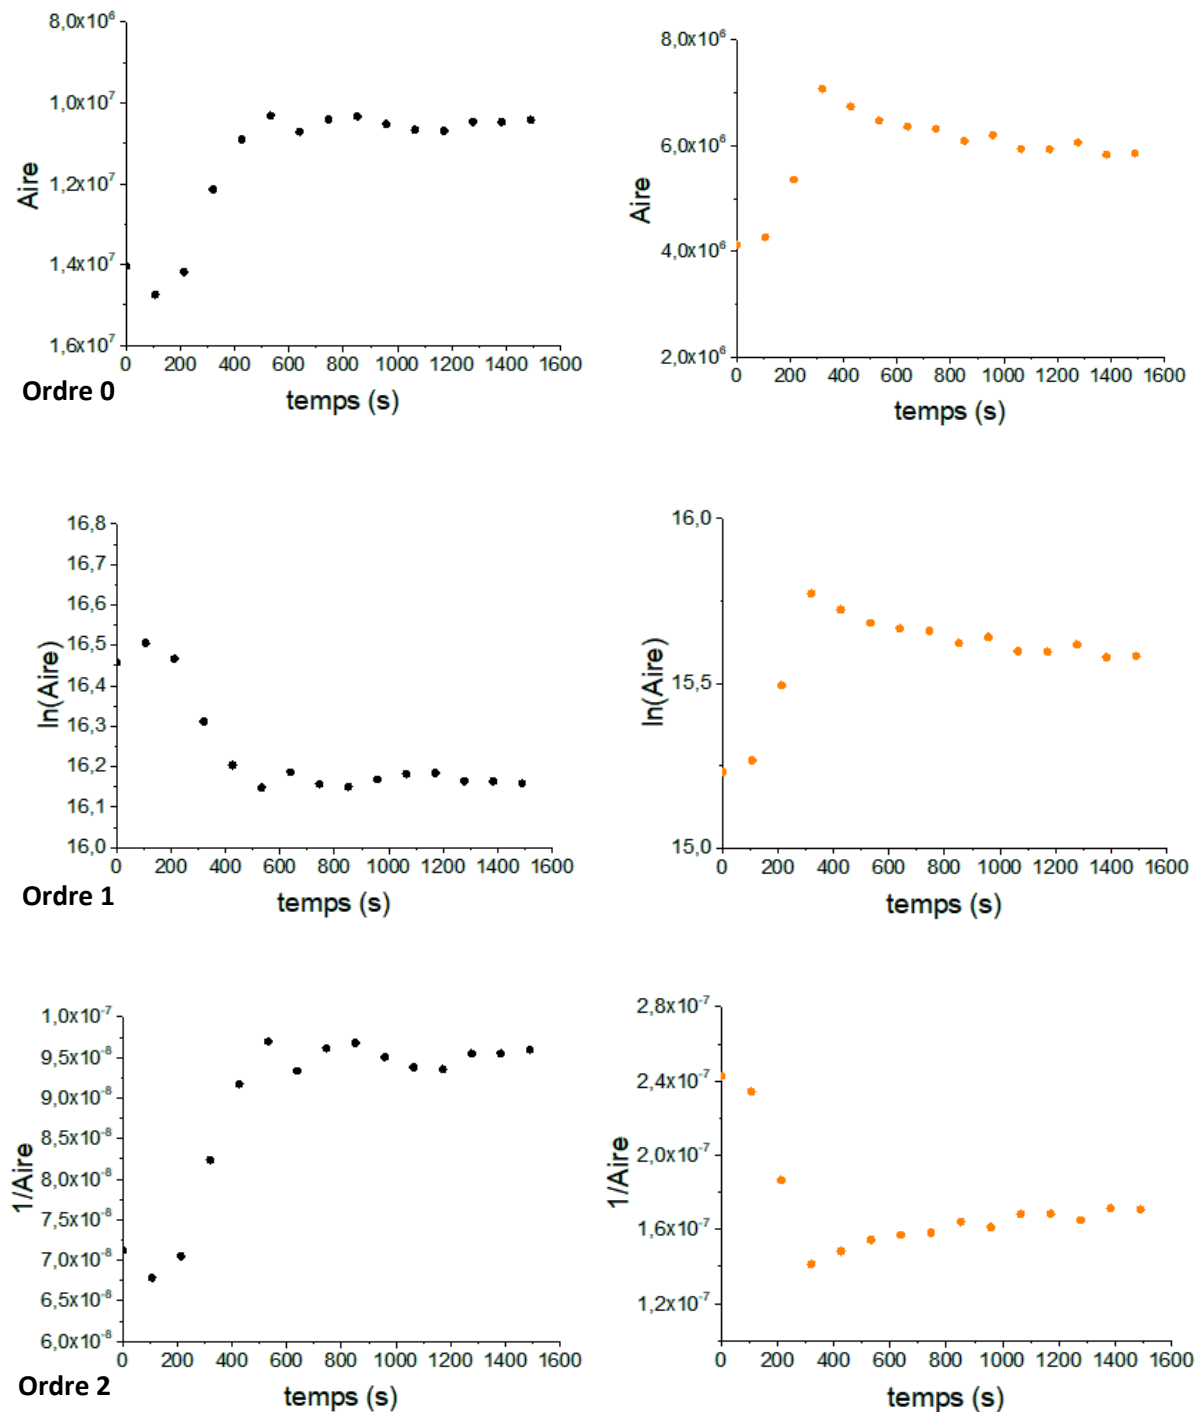 8,0x10⁶
1,0x10⁷
1,2x10⁷
1,4x10⁷
1,6x10⁷
Aire
0 200 400 600 800 1000 1200 1400 1600
temps (s)
Ordre 0
8,0x10⁶
6,0x10⁶
4,0x10⁶
2,0x10⁶
Aire
0 200 400 600 800 1000 1200 1400 1600
temps (s)
16,8
16,7
16,6
16,5
16,4
16,3
16,2
16,1
16,0
ln(Aire)
0 200 400 600 800 1000 1200 1400 1600
temps (s)
Ordre 1
16,0
15,5
15,0
ln(Aire)
0 200 400 600 800 1000 1200 1400 1600
temps (s)
1,0x10⁻⁷
9,5x10⁻⁸
9,0x10⁻⁸
8,5x10⁻⁸
8,0x10⁻⁸
7,5x10⁻⁸
7,0x10⁻⁸
6,5x10⁻⁸
6,0x10⁻⁸
1/Aire
0 200 400 600 800 1000 1200 1400 1600
temps (s)
Ordre 2
2,8x10⁻⁷
2,4x10⁻⁷
2,0x10⁻⁷
1,6x10⁻⁷
1,2x10⁻⁷
1/Aire
0 200 400 600 800 1000 1200 1400 1600
temps (s)